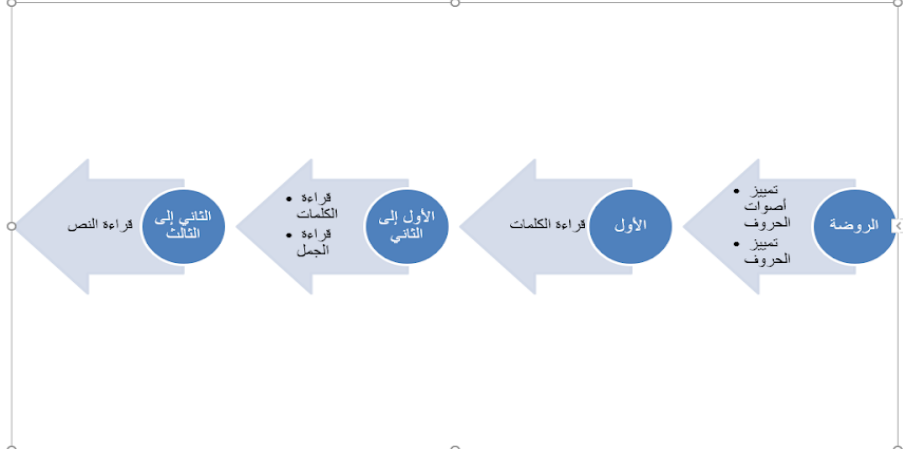 الروضة
• تمييز
أصوات
الحروف
• تمييز
الحروف
الأول
قراءة الكلمات
الأول إلى
الثاني
• قراءة
الكلمات
• قراءة
الجمل
الثاني إلى
الثالث
قراءة النص